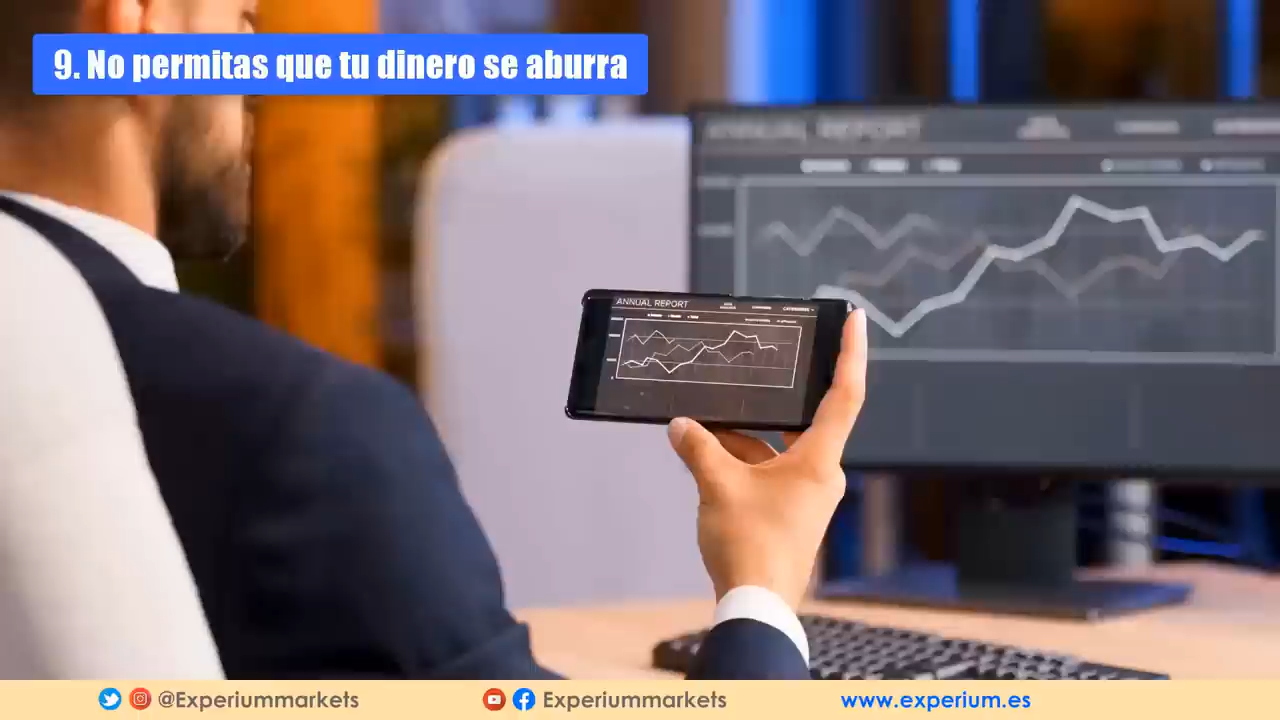 9. No permitas que tu dinero se aburra
ANNUAL REPORT
ANNUAL REPORT
@Experiummarkets
Experiummarkets
www.experium.es